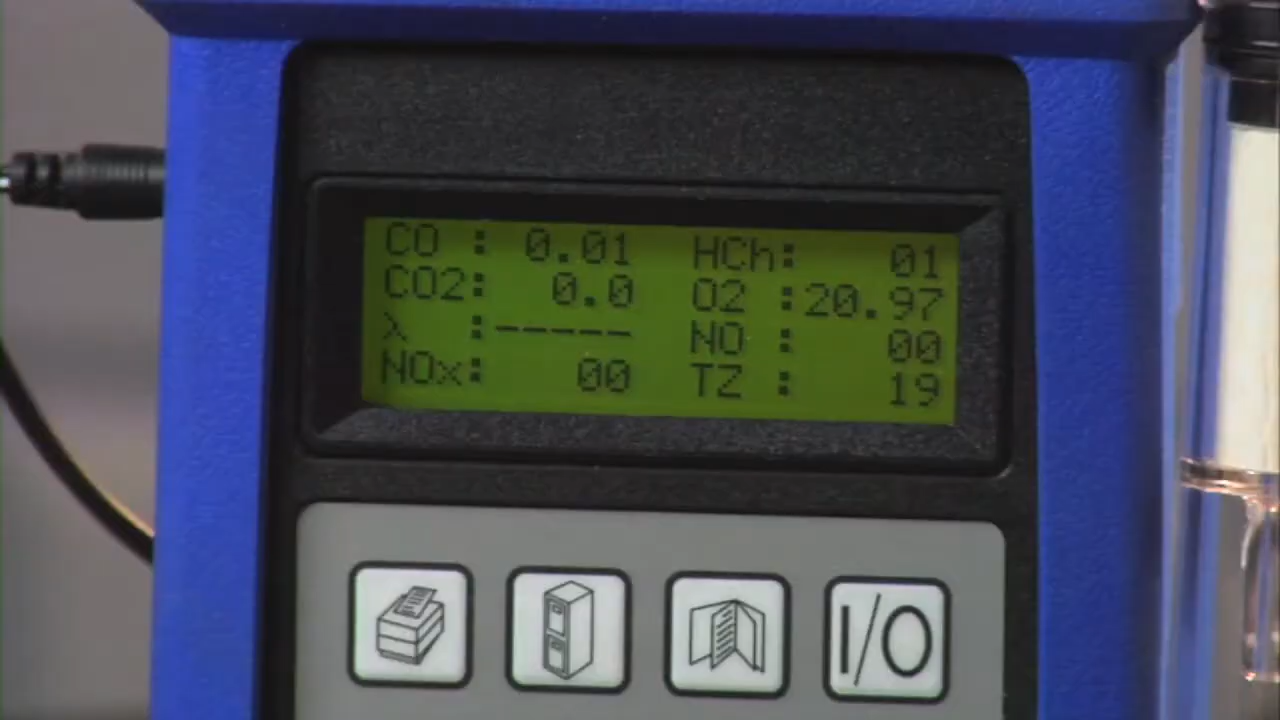 CO : 0.01 HCh: 01
CO2: 0.0 O2 :20.97
λ :----- NO : 00
NOx: 00 TZ : 19
I/O